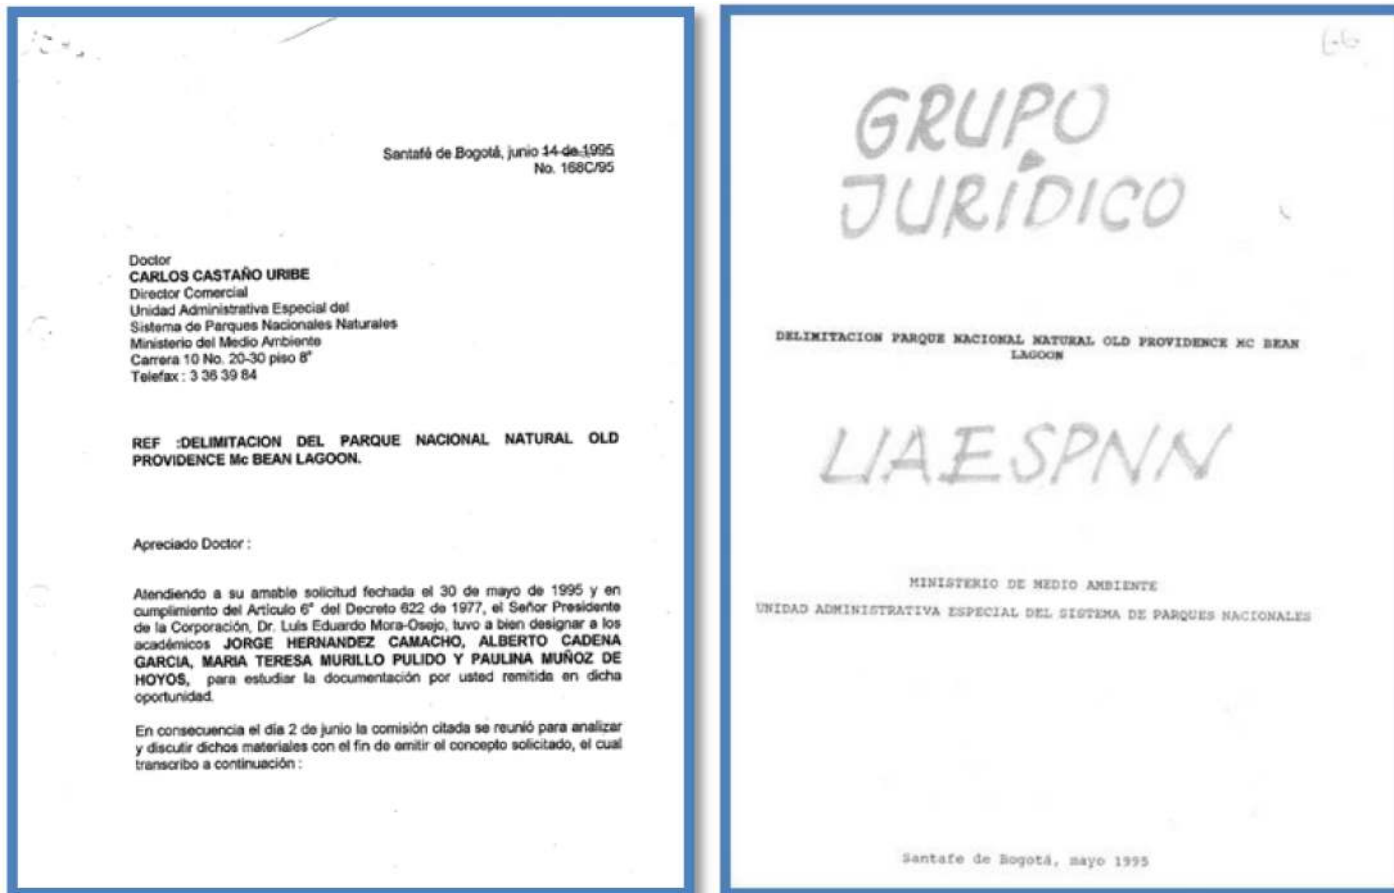 Santafé de Bogotá, junio 14 de 1995
No. 168C/95
Doctor
CARLOS CASTAÑO URIBE
Director Comercial
Unidad Administrativa Especial del
Sistema de Parques Nacionales Naturales
Ministerio del Medio Ambiente
Carrera 10 No. 20-30 piso 8°
Telefax : 3 36 39 84
REF :DELIMITACION DEL PARQUE NACIONAL NATURAL OLD
PROVIDENCE Mc BEAN LAGOON.
Apreciado Doctor :
Atendiendo a su amable solicitud fechada el 30 de mayo de 1995 y en
cumplimiento del Artículo 6° del Decreto 622 de 1977, el Señor Presidente
de la Corporación, Dr. Luis Eduardo Mora-Osejo, tuvo a bien designar a los
académicos JORGE HERNANDEZ CAMACHO, ALBERTO CADENA
GARCIA, MARIA TERESA MURILLO PULIDO Y PAULINA MUÑOZ DE
HOYOS, para estudiar la documentación por usted remitida en dicha
oportunidad.
En consecuencia el día 2 de junio la comisión citada se reunió para analizar
y discutir dichos materiales con el fin de emitir el concepto solicitado, el cual
transcribo a continuación :
GRUPO
JURÍDICO
DELIMITACION PARQUE NACIONAL NATURAL OLD PROVIDENCE MC BEAN
LAGOON
UAESPNN
MINISTERIO DE MEDIO AMBIENTE
UNIDAD ADMINISTRATIVA ESPECIAL DEL SISTEMA DE PARQUES NACIONALES
Santafe de Bogotá, mayo 1995